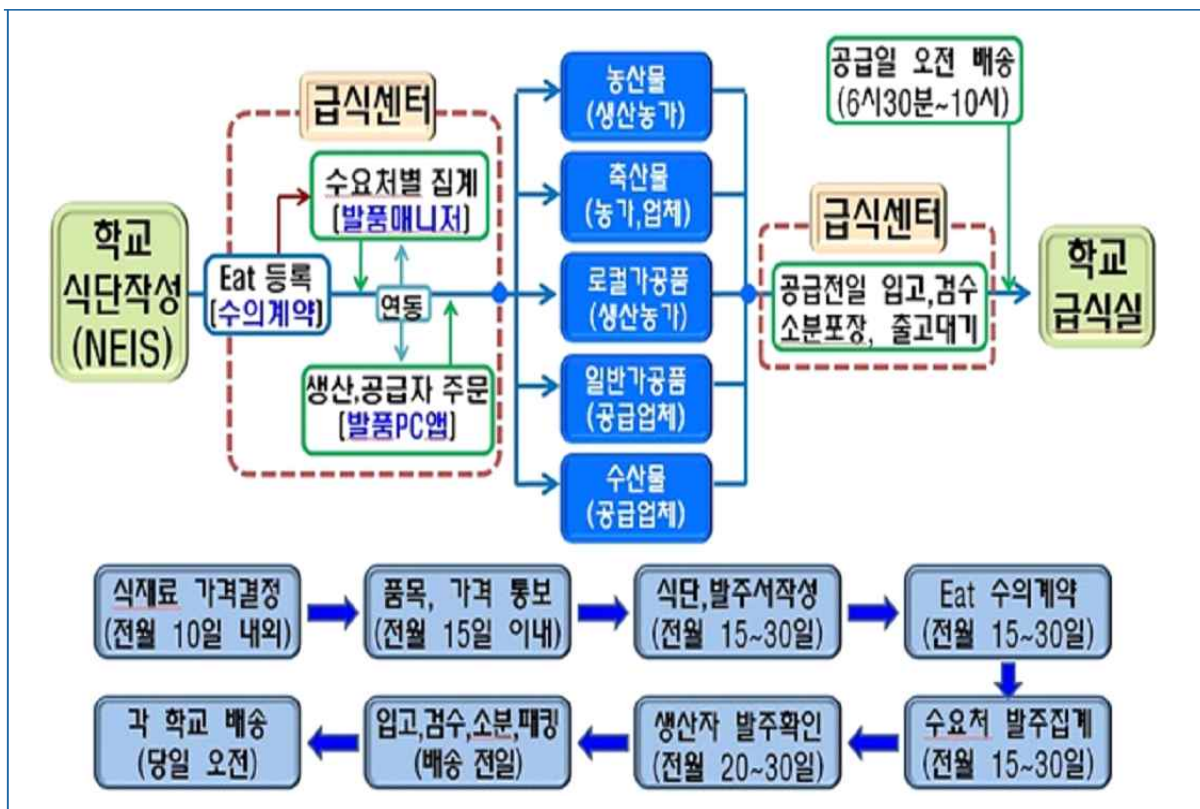 급식센터
학교
식단작성
(NEIS)
Eat 등록
[수의계약]
수요처별 집계
[발품매니저]
연동
생산,공급자 주문
[발품PC앱]
농산물
(생산농가)
축산물
(농가,업체)
로컬가공품
(생산농가)
일반가공품
(공급업체)
수산물
(공급업체)
공급일 오전 배송
(6시30분~10시)
급식센터
공급전일 입고,검수
소분포장, 출고대기
학교
급식실
식재료 가격결정
(전월 10일 내외)
품목, 가격 통보
(전월 15일 이내)
식단,발주서작성
(전월 15~30일)
Eat 수의계약
(전월 15~30일)
수요처 발주집계
(전월 15~30일)
생산자 발주확인
(전월 20~30일)
입고,검수,소분,패킹
(배송 전일)
각 학교 배송
(당일 오전)